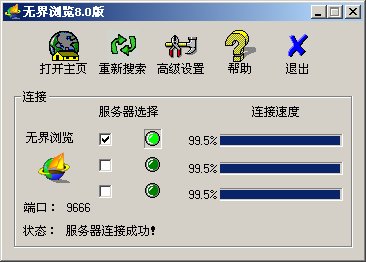 无界浏览8.0版
打开主页 重新搜索 高级设置 帮助 退出
连接
服务器选择 连接速度
无界浏览 99.5%
99.5%
99.5%
端口： 9666
状态： 服务器连接成功!